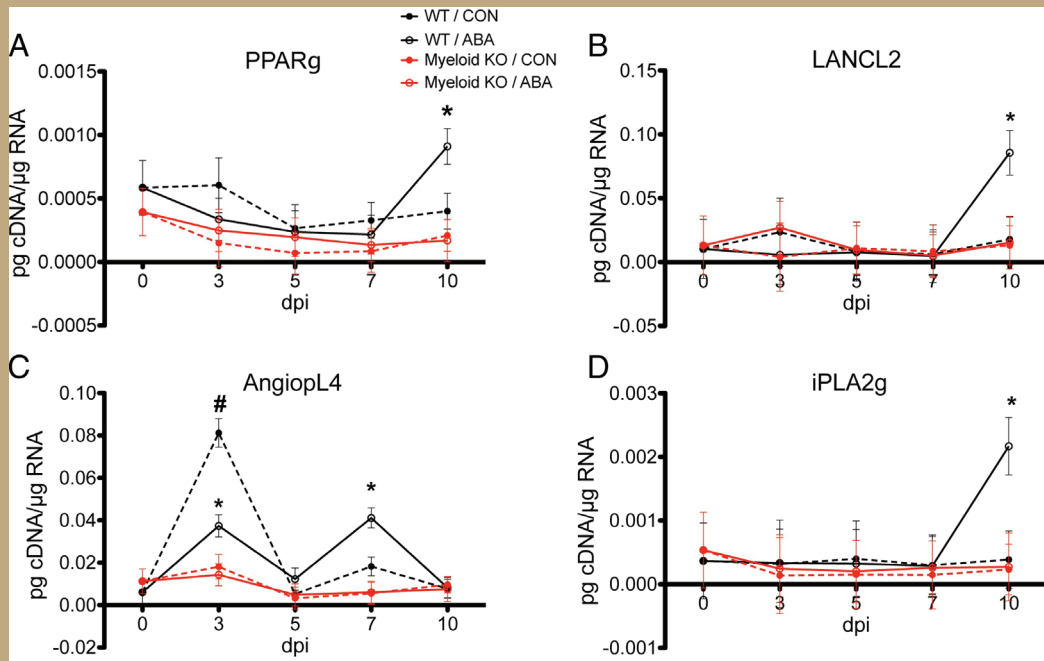 WT / CON
WT / ABA
Myeloid KO / CON
Myeloid KO / ABA
A
PPARg
0.0015
0.0010
0.0005
0.0000
-0.0005
pg cDNA/µg RNA
*
0 3 5 7 10
dpi
B
LANCL2
0.15
0.10
0.05
0.00
-0.05
pg cDNA/µg RNA
*
0 3 5 7 10
dpi
C
AngiopL4
0.10
0.08
0.06
0.04
0.02
0.00
-0.02
pg cDNA/µg RNA
#
*
*
0 3 5 7 10
dpi
D
iPLA2g
0.003
0.002
0.001
0.000
-0.001
pg cDNA/µg RNA
*
0 3 5 7 10
dpi